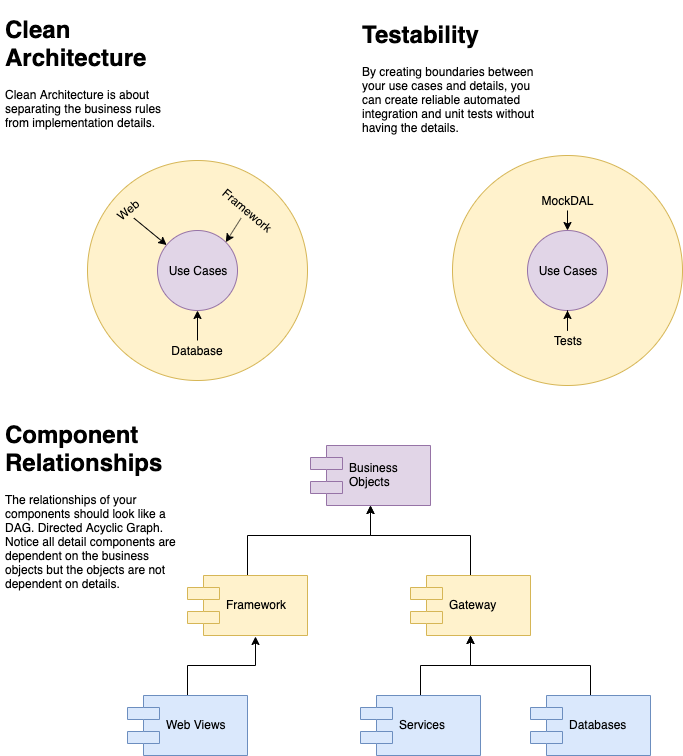 Clean
Architecture
Clean Architecture is about
separating the business rules
from implementation details.
Web
Framework
Use Cases
Database
Testability
By creating boundaries between
your use cases and details, you
can create reliable automated
integration and unit tests without
having the details.
MockDAL
Use Cases
Tests
Component
Relationships
The relationships of your
components should look like a
DAG. Directed Acyclic Graph.
Notice all detail components are
dependent on the business
objects but the objects are not
dependent on details.
Business
Objects
Framework
Gateway
Web Views
Services
Databases